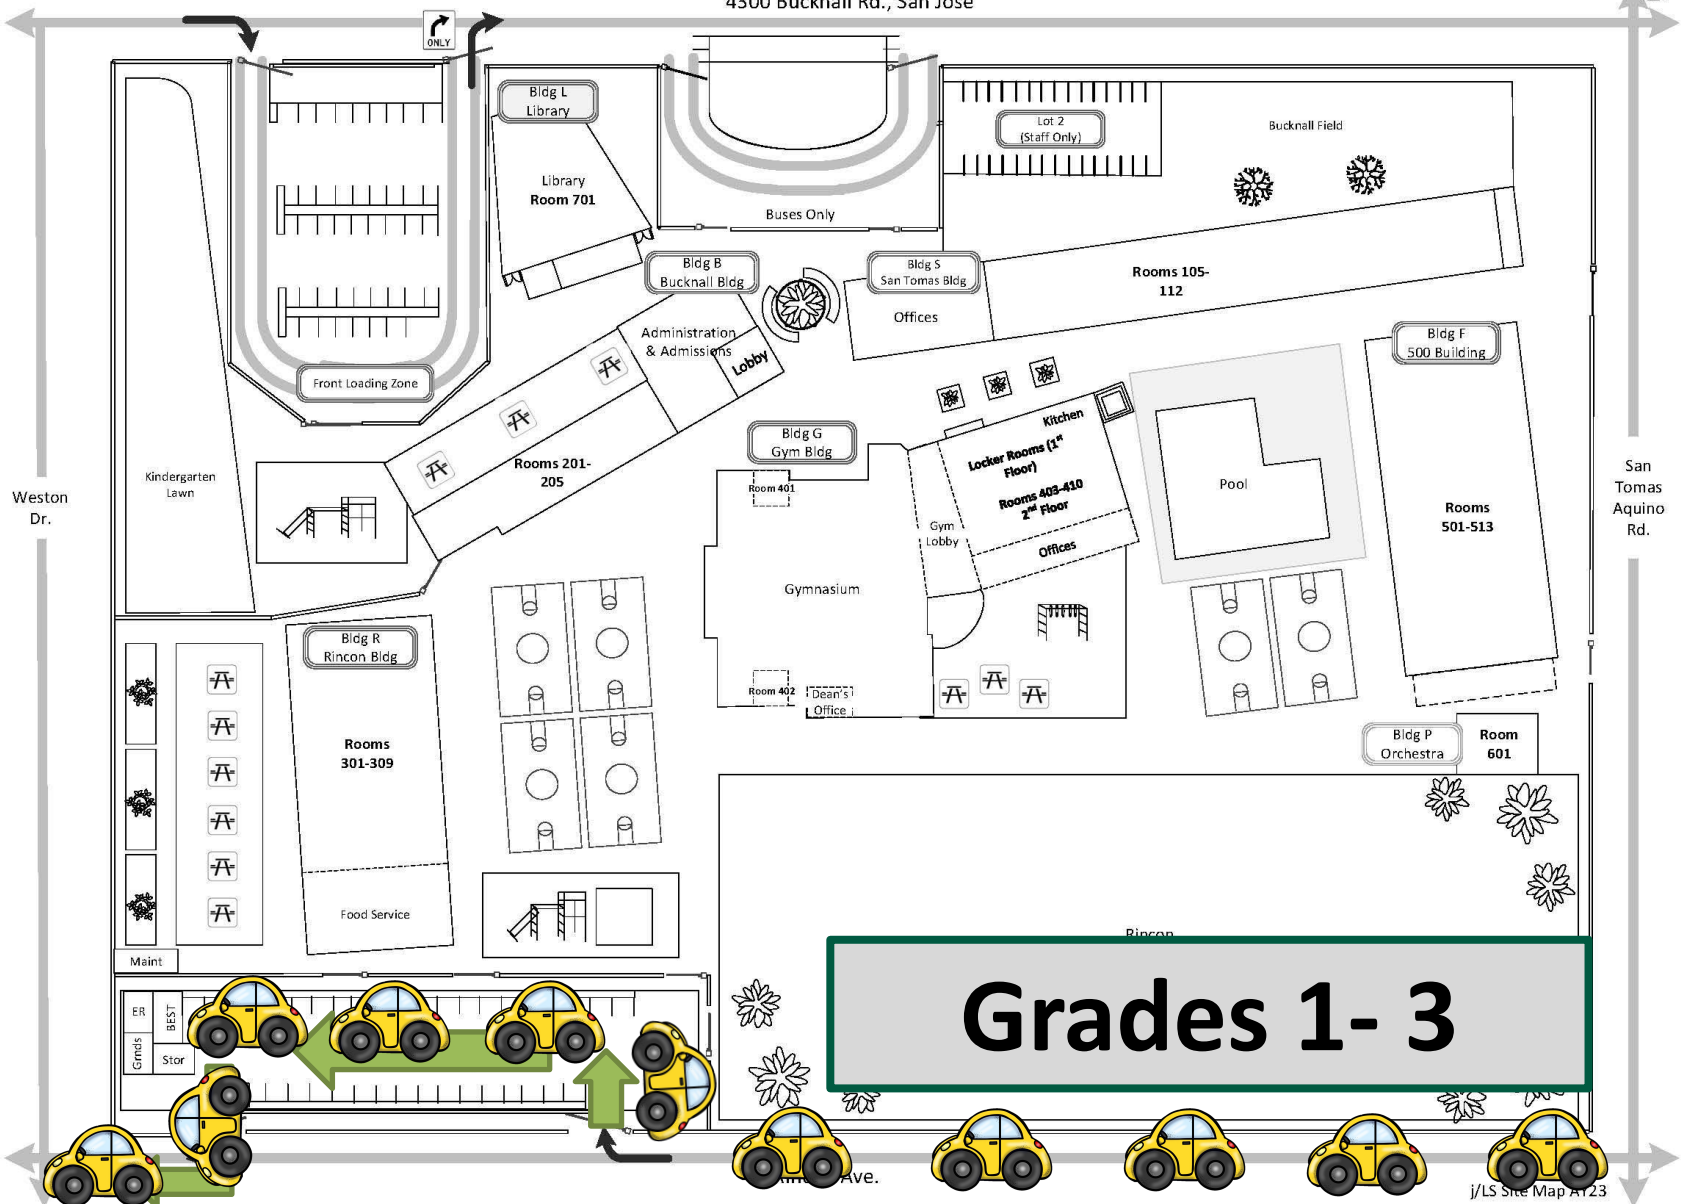 4300 Bucknall Rd., San Jose
ONLY
Bldg L
Library
Lot 2
(Staff Only)
Bucknall Field
Library
Room 701
Buses Only
Bldg B
Bucknall Bldg
Bldg S
San Tomas Bldg
Rooms 105-
112
Offices
Administration
& Admissions
Lobby
Bldg F
500 Building
Front Loading Zone
Kitchen
Bldg G
Gym Bldg
Locker Rooms (1st
Floor)
Rooms 403-410
2nd Floor
Rooms 201-
205
Kindergarten
Lawn
Room 401
Pool
Weston
Dr.
San
Tomas
Aquino
Rd.
Rooms
501-513
Gym
Lobby
Offices
Gymnasium
Bldg R
Rincon Bldg
Room 402
Dean's
Office
Rooms
301-309
Bldg P
Orchestra
Room
601
Food Service
Rincon
Maint
ER
BEST
Grnds
Stor
Grades 1- 3
Ave.
j/LS Site Map AY23